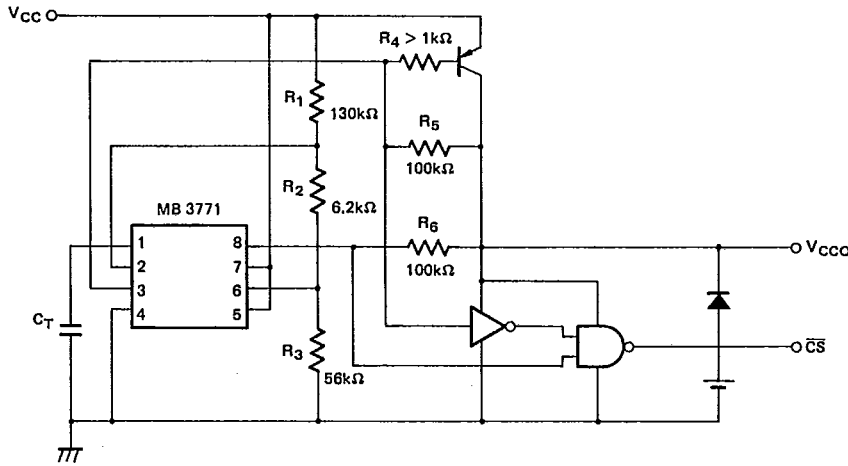 VCC
R4 > 1kΩ
R1
130kΩ
R5
100kΩ
R2
6.2kΩ
MB 3771
R6
100kΩ
VCCO
1 8
2 7
3 6
4 5
CT
R3
56kΩ
CS